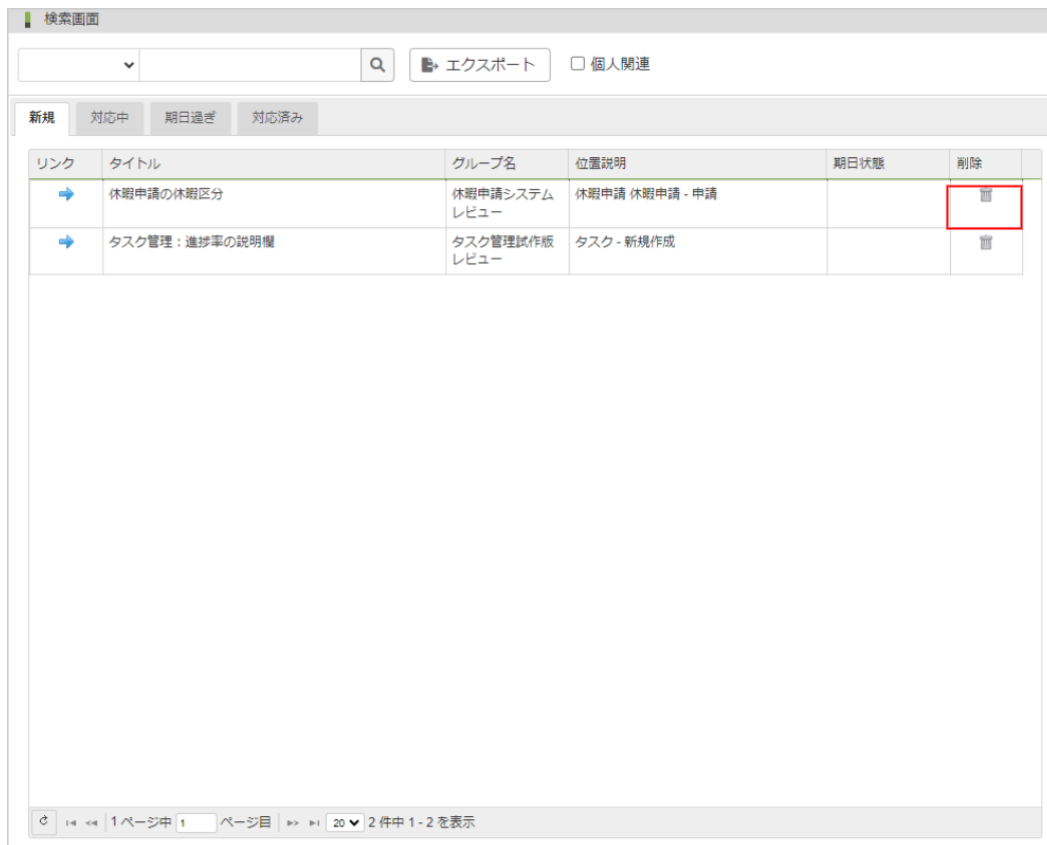 検索画面
エクスポート 個人関連
新規 対応中 期日過ぎ 対応済み
リンク タイトル グループ名 位置説明 期日状態 削除
休暇申請の休暇区分 休暇申請システム 休暇申請 休暇申請 - 申請
レビュー
タスク管理：進捗率の説明欄 タスク管理試作版 タスク - 新規作成
レビュー
1 ページ中 1 ページ目 20 2 件中 1 - 2 を表示